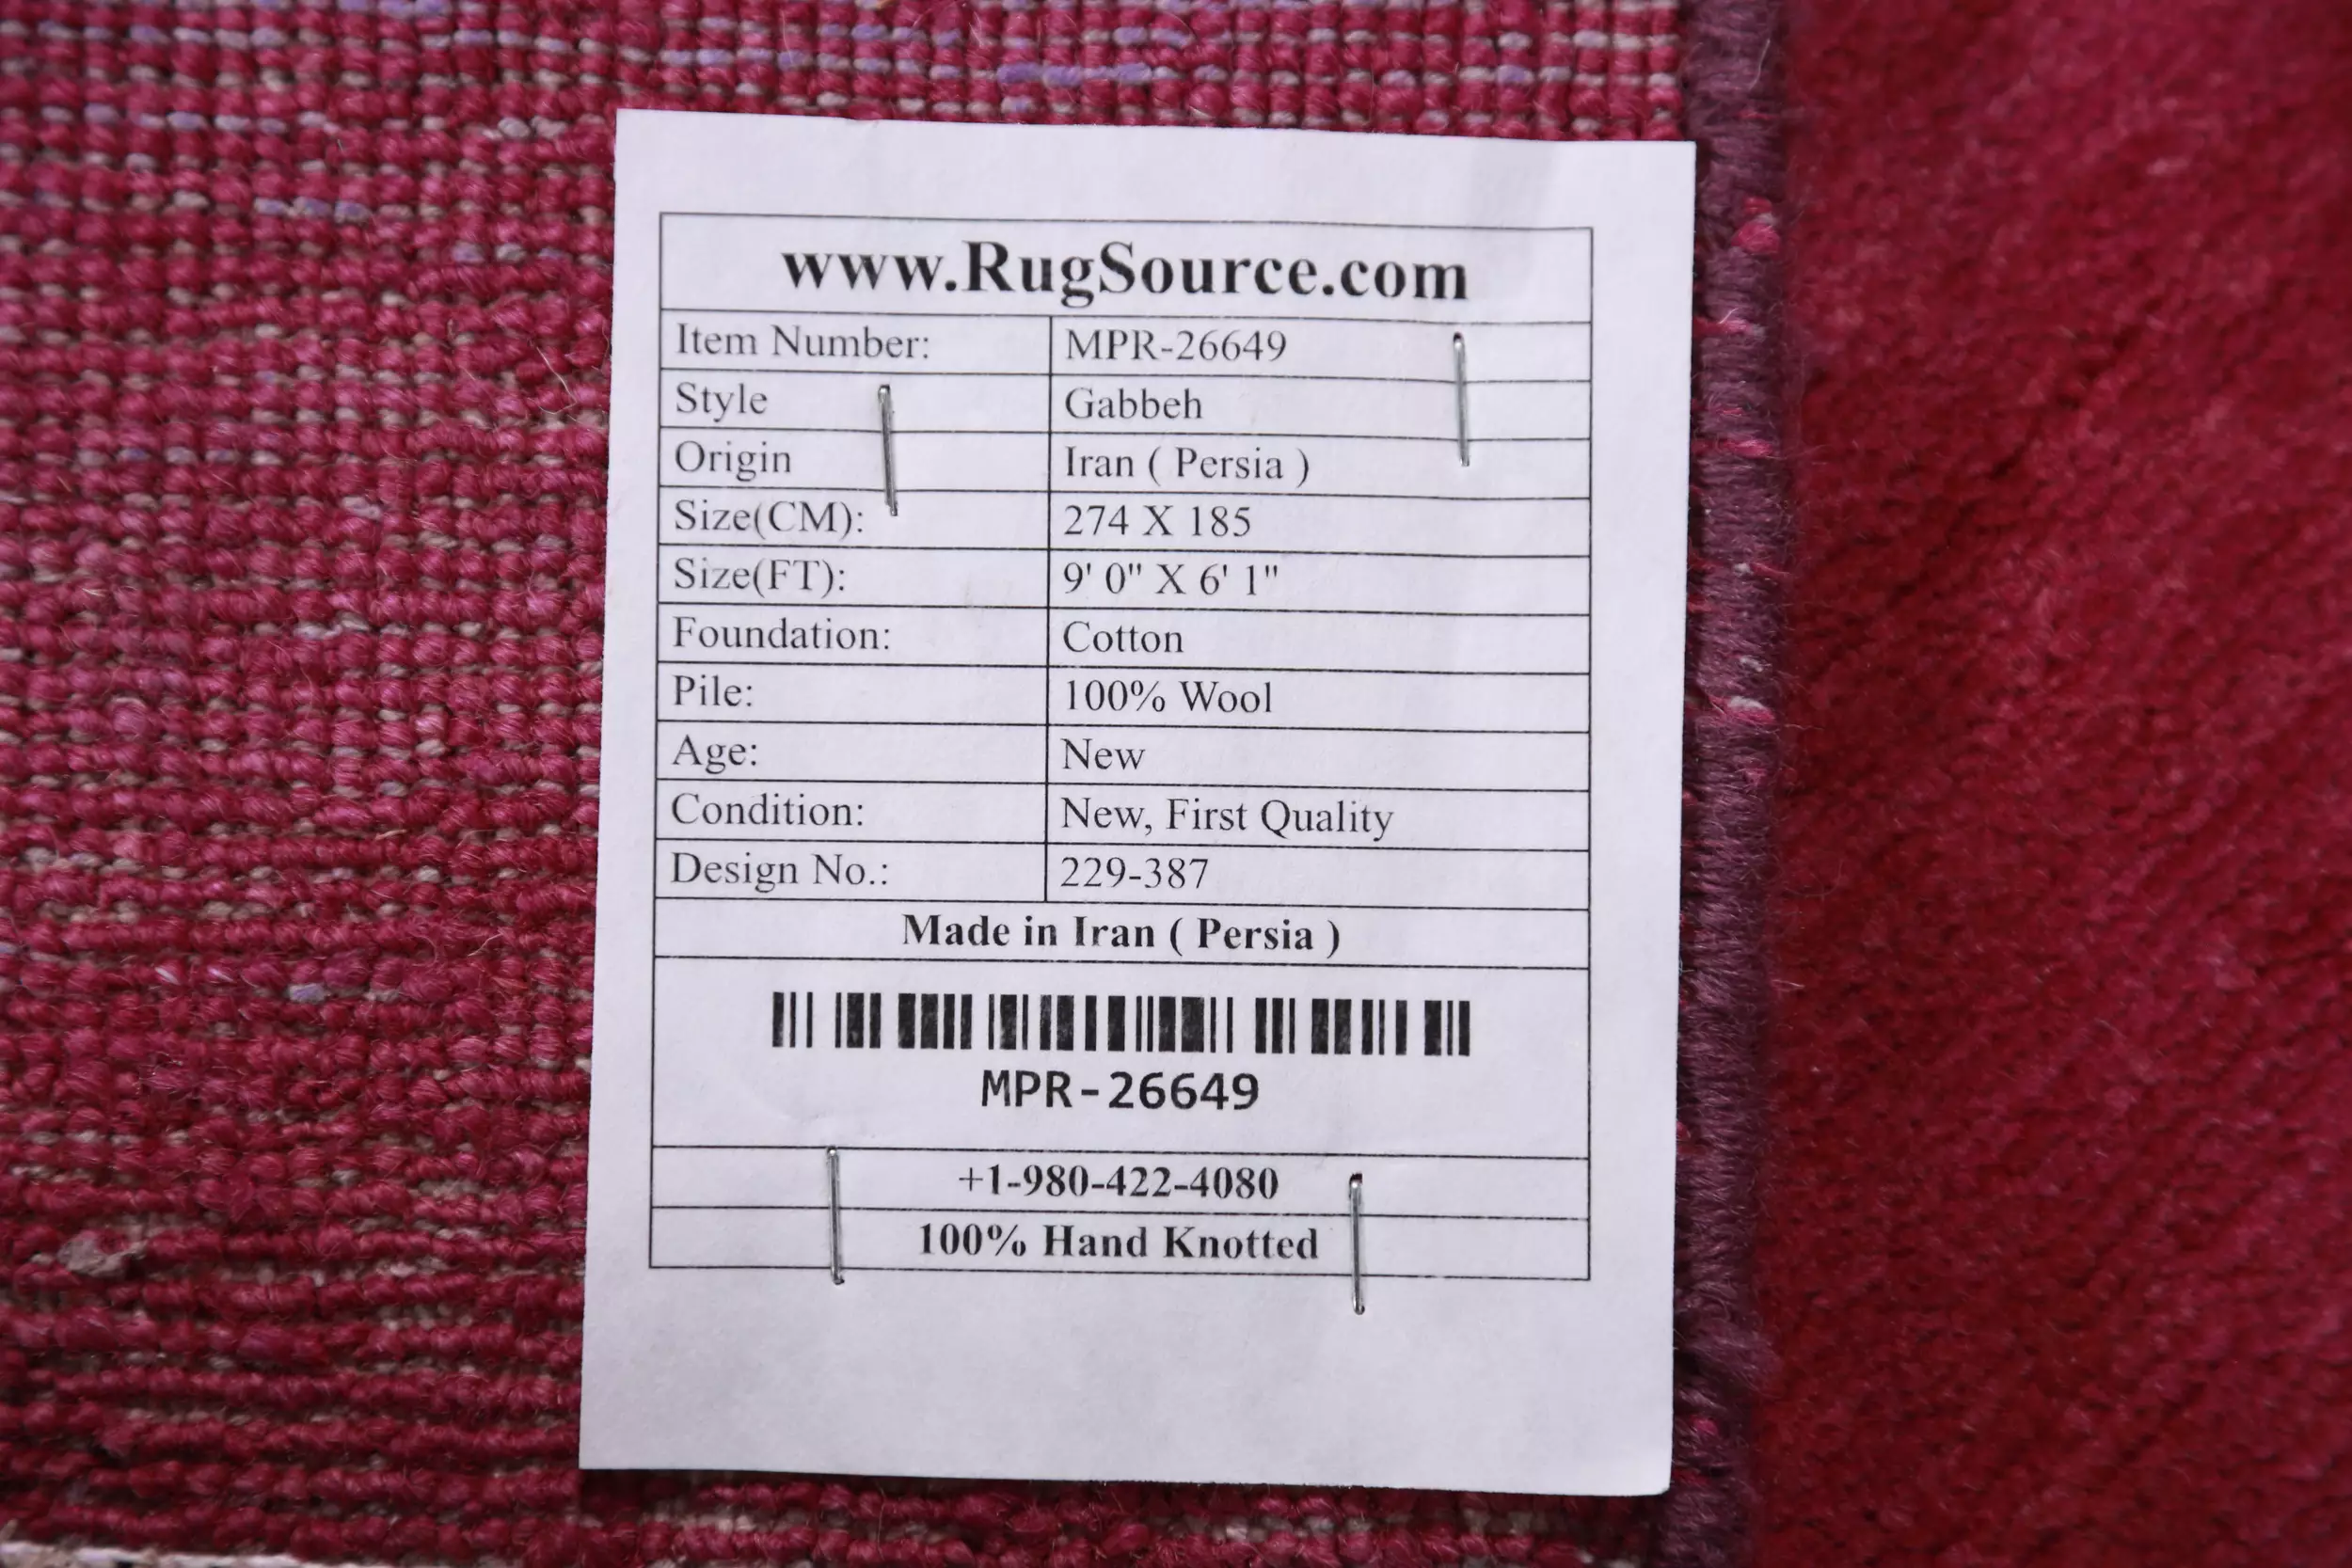 www.RugSource.com
Item Number: MPR-26649
Style Gabbeh
Origin Iran ( Persia )
Size(CM): 274 X 185
Size(FT): 9' 0" X 6' 1"
Foundation: Cotton
Pile: 100% Wool
Age: New
Condition: New, First Quality
Design No.: 229-387
Made in Iran ( Persia )
MPR-26649
+1-980-422-4080
100% Hand Knotted